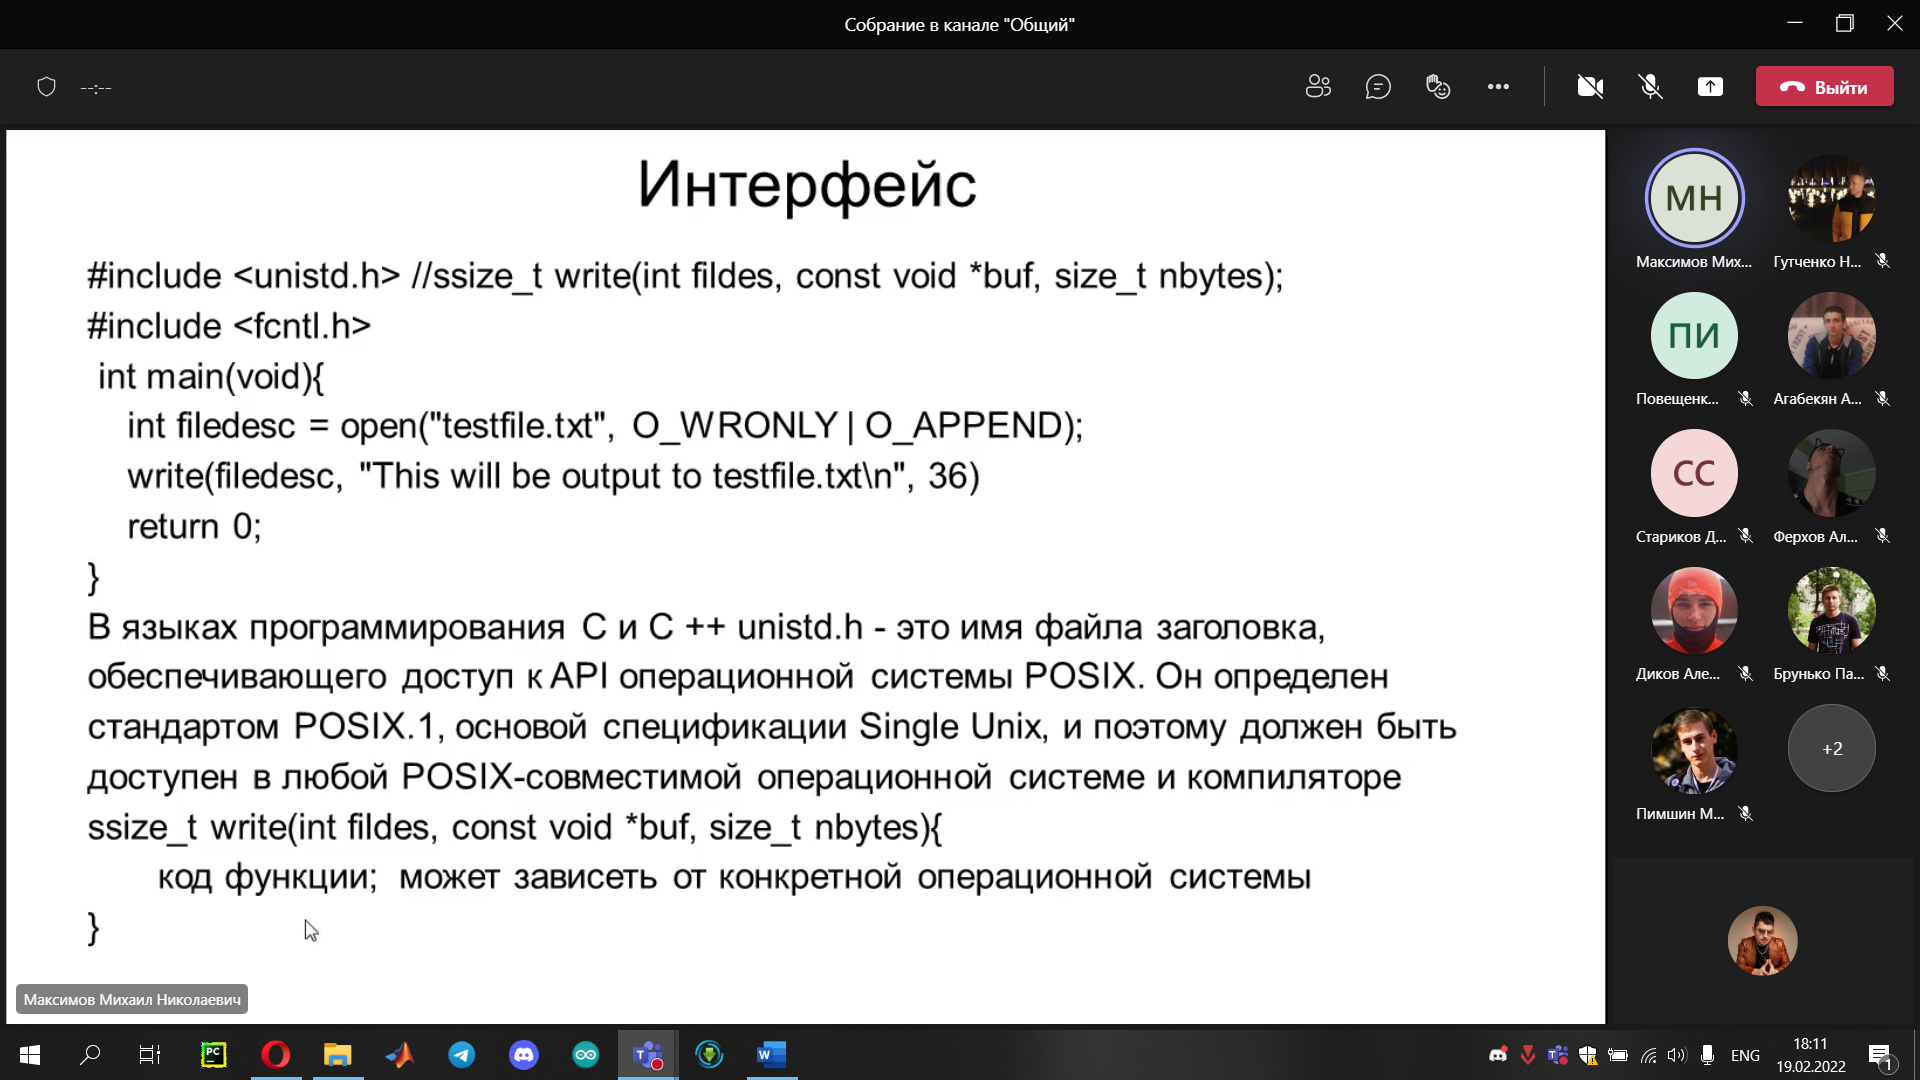 Собрание в канале "Общий"
--:--
Выйти
Интерфейс
#include <unistd.h> //ssize_t write(int fildes, const void *buf, size_t nbytes);
#include <fcntl.h>
int main(void){
int filedesc = open("testfile.txt", O_WRONLY | O_APPEND);
write(filedesc, "This will be output to testfile.txt\n", 36)
return 0;
}
В языках программирования C и C ++ unistd.h - это имя файла заголовка,
обеспечивающего доступ к API операционной системы POSIX. Он определен
стандартом POSIX.1, основой спецификации Single Unix, и поэтому должен быть
доступен в любой POSIX-совместимой операционной системе и компиляторе
ssize_t write(int fildes, const void *buf, size_t nbytes){
код функции; может зависеть от конкретной операционной системы
}
Максимов Михаил Николаевич
МН
Максимов Мих...
Гутченко Н...
ПИ
Повещенк...
Агабекян А...
СС
Стариков Д...
Ферхов Ал...
Диков Але...
Брунько Па...
Пимшин М...
+2
ENG
18:11
19.02.2022
1